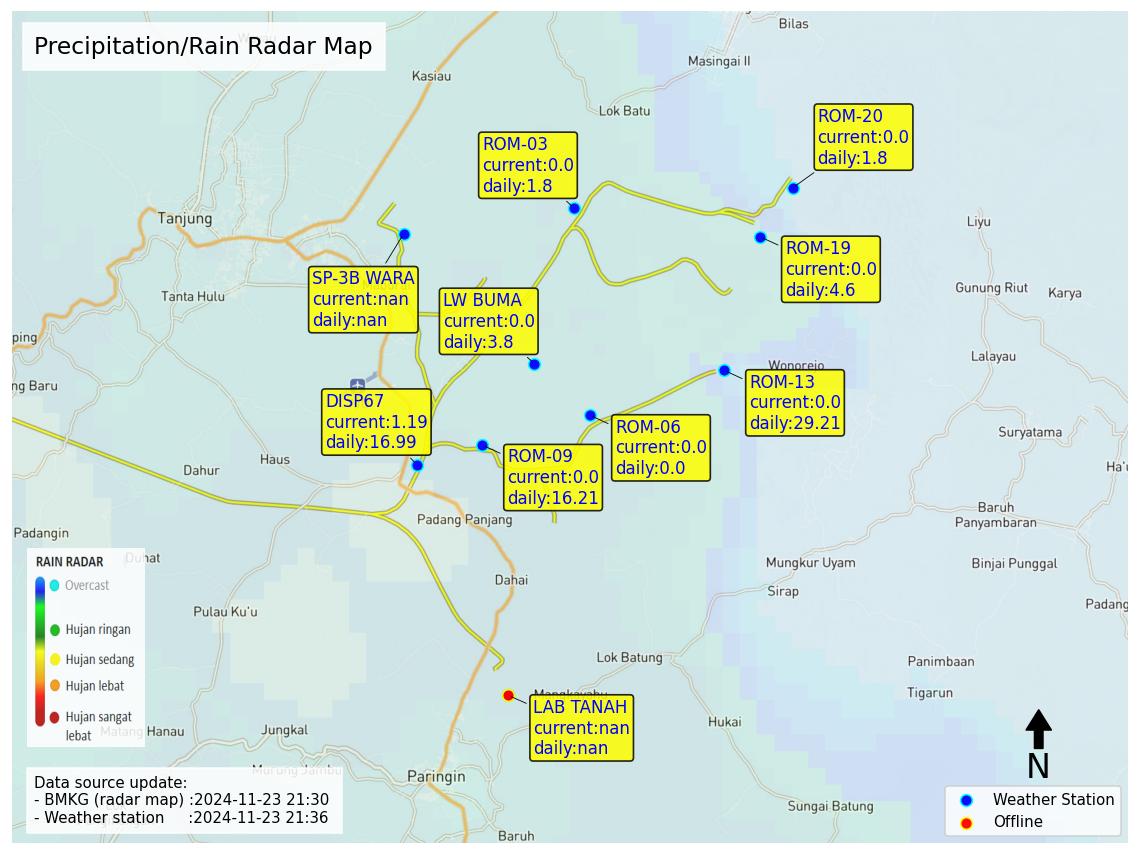 Precipitation/Rain Radar Map
Bilas
Masingai II
Kasiau
Lok Batu
ROM-20
current:0.0
daily:1.8
ROM-03
current:0.0
daily:1.8
Tanjung
Liyu
ROM-19
current:0.0
daily:4.6
SP-3B WARA
current:nan
daily:nan
Tanta Hulu
LW BUMA
current:0.0
daily:3.8
Gunung Riut
Karya
ping
Lalayau
Wonorejo
ng Baru
ROM-13
current:0.0
daily:29.21
DISP67
current:1.19
daily:16.99
ROM-06
current:0.0
daily:0.0
Suryatama
ROM-09
current:0.0
daily:16.21
Haus
Dahur
Ha'u
Baruh
Panyambaran
Padang Panjang
Padangin
RAIN RADAR
Overcast
Hujan ringan
Hujan sedang
Hujan lebat
Hujan sangat
lebat
Duhat
Mungkur Uyam
Binjai Punggal
Dahai
Sirap
Padang
Pulau Ku'u
Lok Batung
Panimbaan
Tigarun
Mangkayahu
LAB TANAH
current:nan
daily:nan
Hukai
Matang Hanau
Jungkal
Murung Jambu
Paringin
N
Data source update:
- BMKG (radar map) :2024-11-23 21:30
- Weather station :2024-11-23 21:36
Sungai Batung
Baruh
Weather Station
Offline